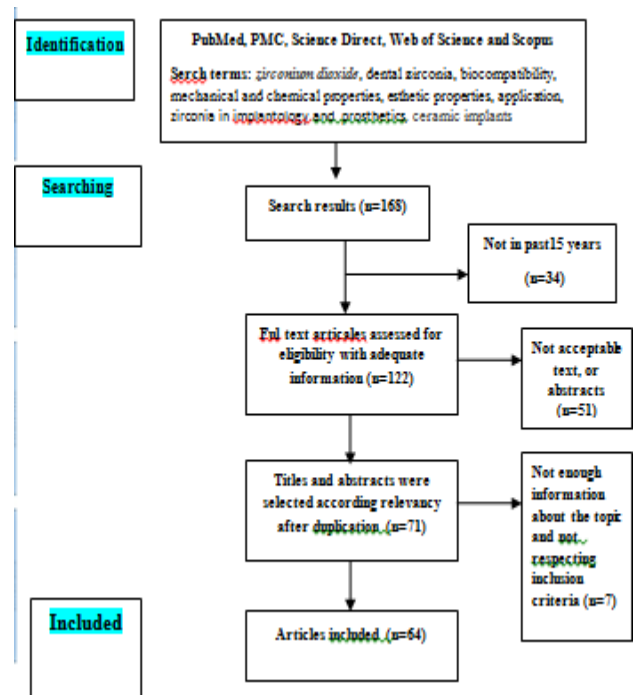 Identification
PubMed, PMC, Science Direct, Web of Science and Scopus
Serch terms: zirconium dioxide, dental zirconia, biocompatibility,
mechanical and chemical properties, esthetic properties, application,
zirconia in implantology and prosthetics, ceramic implants
Searching
Search results (n=168)
Not in past15 years
(n=34)
Ful text articales assessed for
eligibility with adequate
information (n=122)
Not acceptable
text, or
abstracts
(n=51)
Titles and abstracts were
selected according relevancy
after duplication (n=71)
Not enough
information
about the topic
and not
respecting
inclusion
criteria (n=7)
Included
Articles included (n=64)